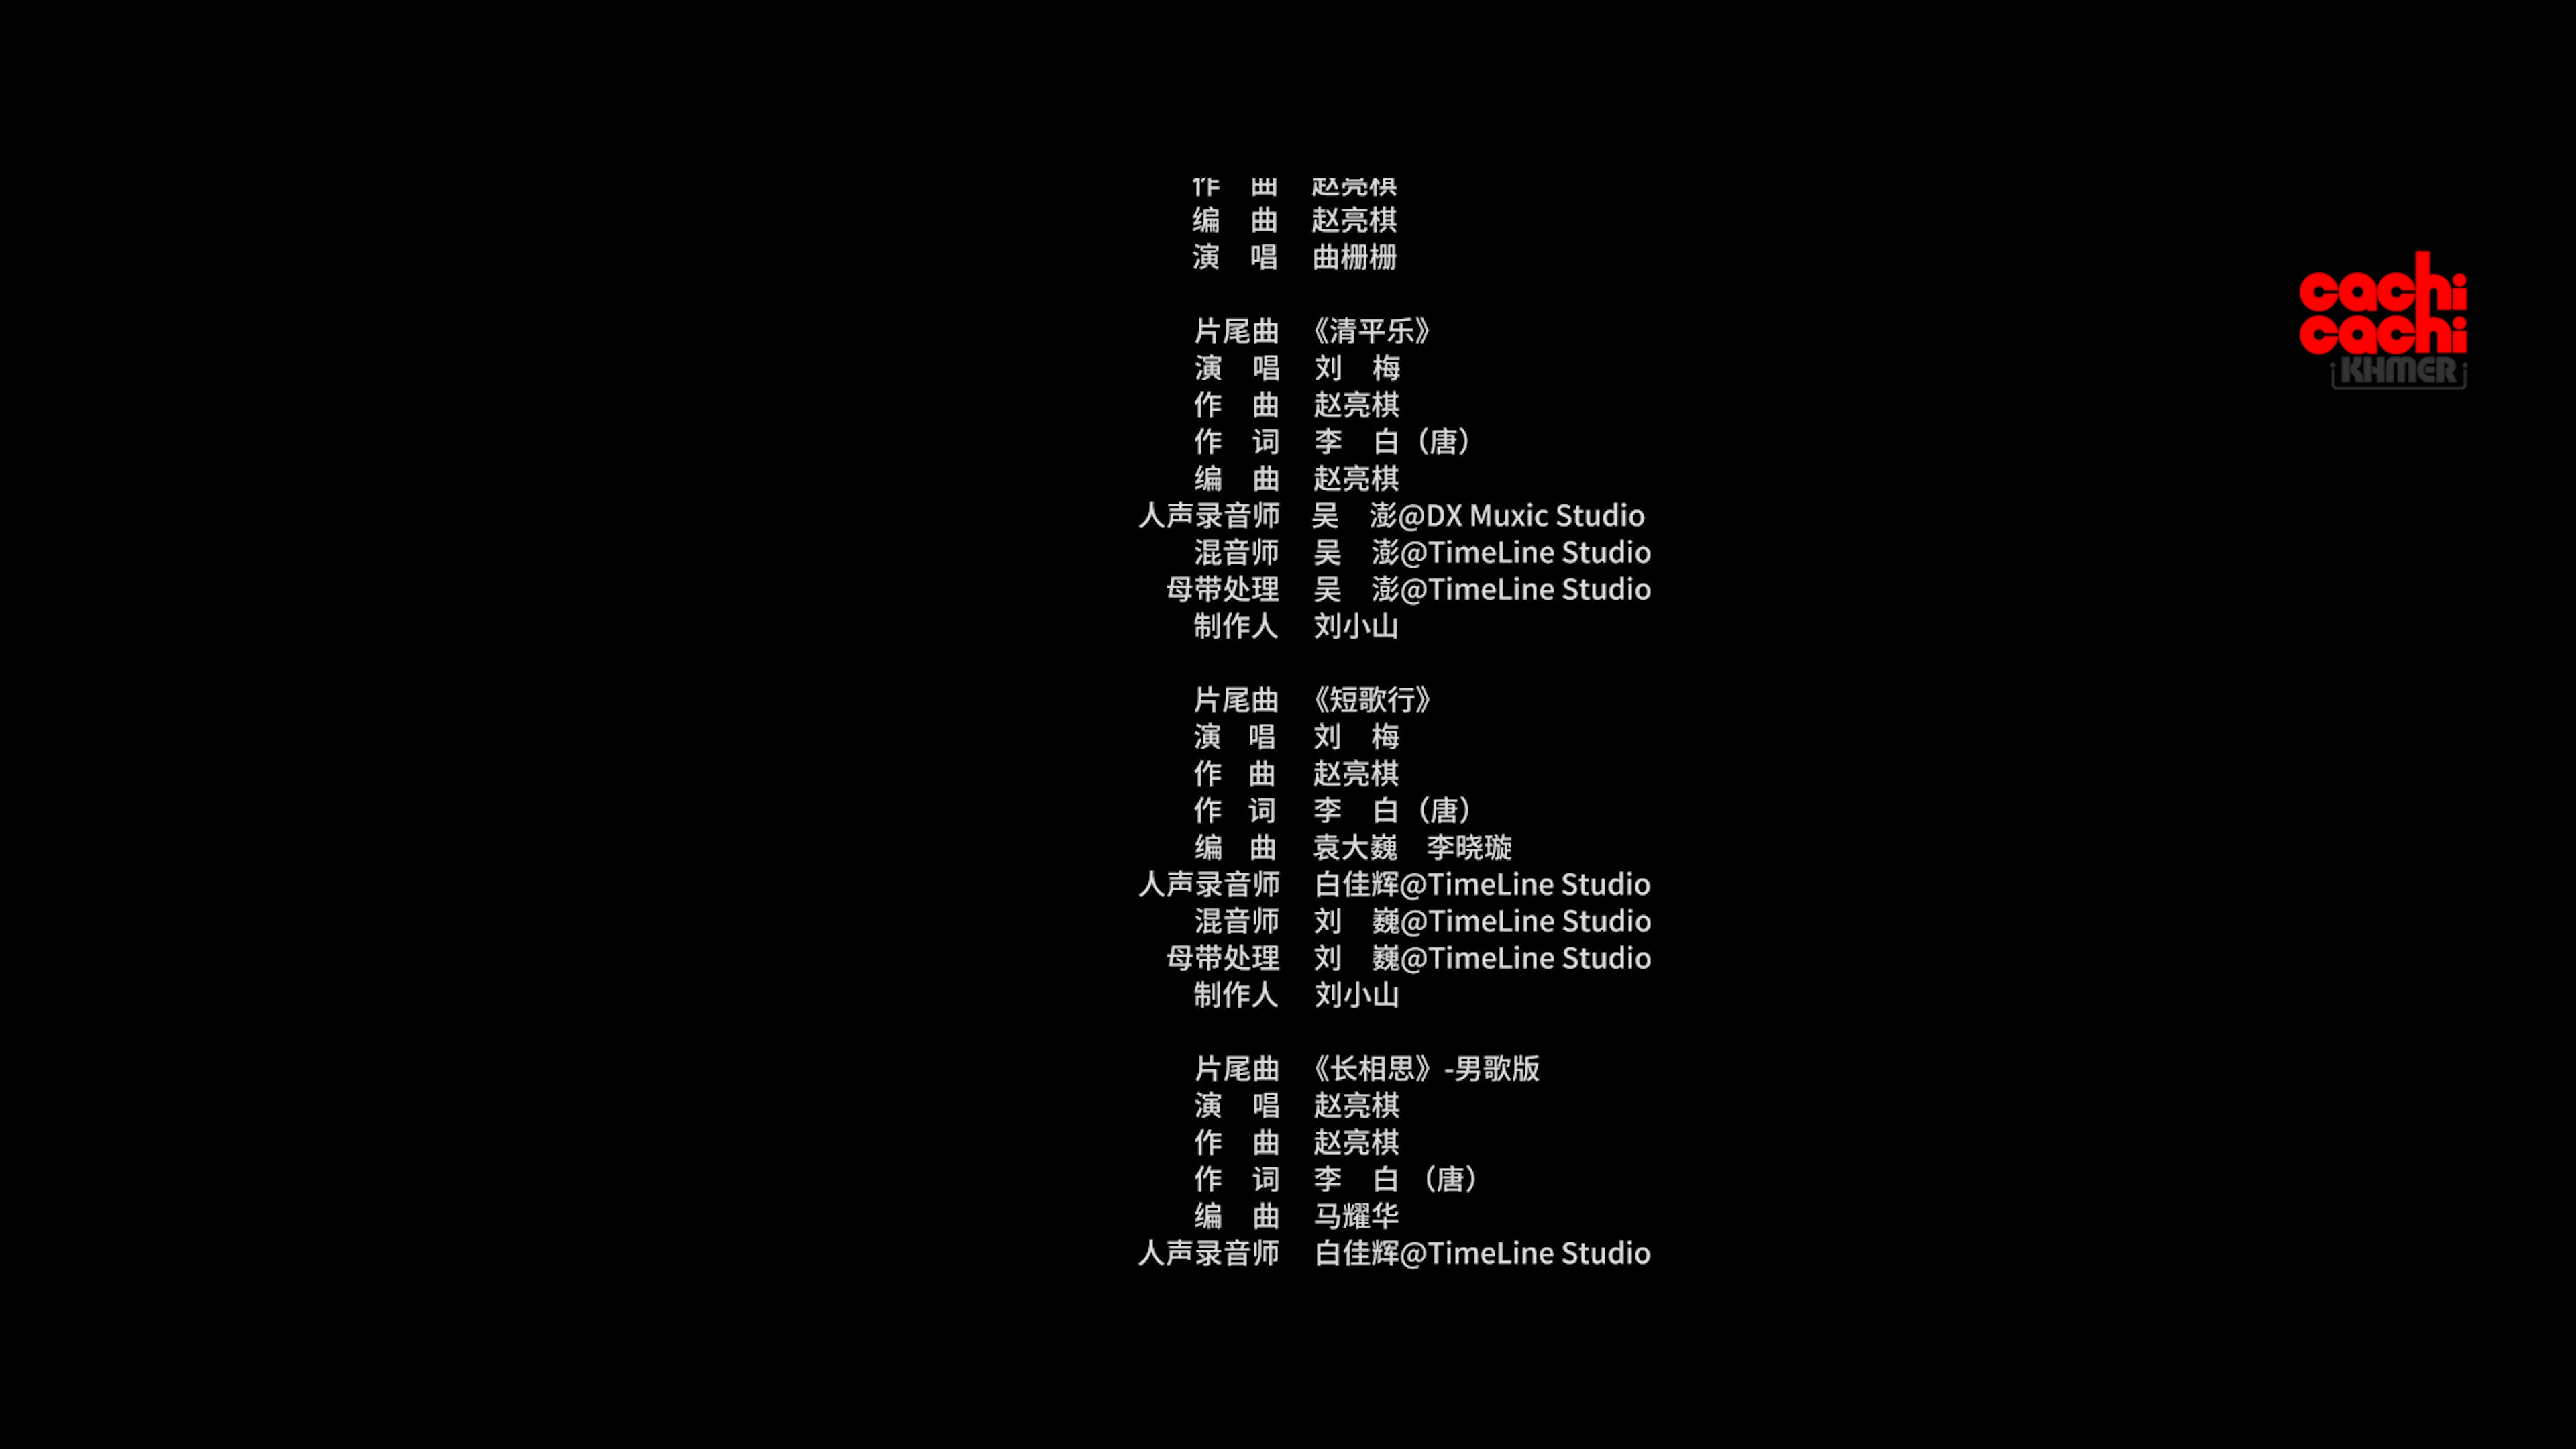 作 曲 赵亮棋
编 曲 赵亮棋
演 唱 曲栅栅
片尾曲 《清平乐》
演 唱 刘 梅
作 曲 赵亮棋
作 词 李 白（唐）
编 曲 赵亮棋
人声录音师 吴 澎@DX Muxic Studio
混音师 吴 澎@TimeLine Studio
母带处理 吴 澎@TimeLine Studio
制作人 刘小山
片尾曲 《短歌行》
演 唱 刘 梅
作 曲 赵亮棋
作 词 李 白（唐）
编 曲 袁大巍 李晓璇
人声录音师 白佳辉@TimeLine Studio
混音师 刘 巍@TimeLine Studio
母带处理 刘 巍@TimeLine Studio
制作人 刘小山
片尾曲 《长相思》-男歌版
演 唱 赵亮棋
作 曲 赵亮棋
作 词 李 白 （唐）
编 曲 马耀华
人声录音师 白佳辉@TimeLine Studio
cachi
cachi
KHMER